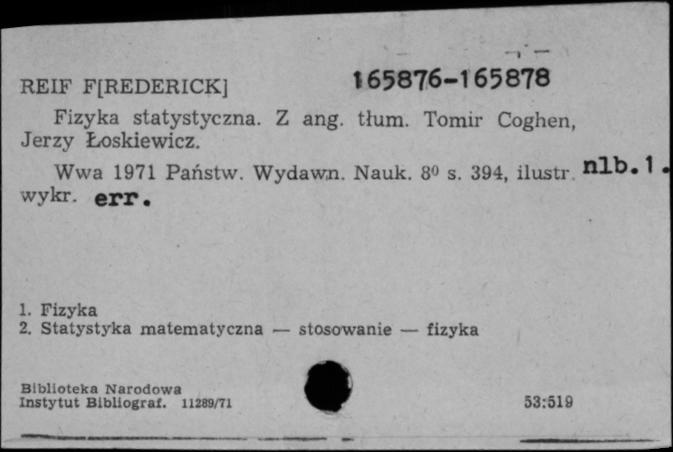 REIF F[REDERICK] 165876-165878
Fizyka statystyczna. Z ang. tłum. Tomir Coghen,
Jerzy Łoskiewicz.
Wwa 1971 Państw. Wydawn. Nauk. 8⁰ s. 394, ilustr. nlb.1.
wykr. err.
1. Fizyka
2. Statystyka matematyczna — stosowanie — fizyka
Biblioteka Narodowa
Instytut Bibliograf. 11289/71 53:519